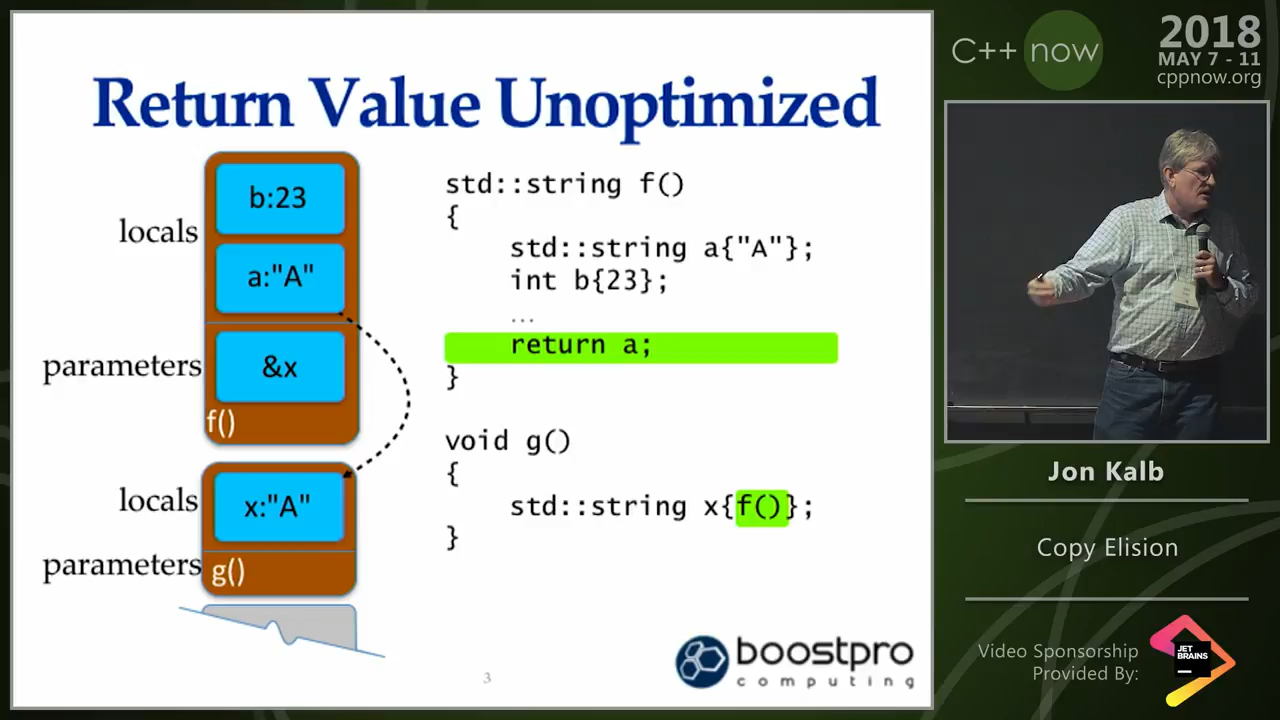 Return Value Unoptimized
locals
b:23
a:"A"
parameters
&x
f()
locals
x:"A"
parameters
g()
std::string f()
{
std::string a{"A"};
int b{23};
...
return a;
}
void g()
{
std::string x{f()};
}
3
boostpro
computing
C++ now
2018
MAY 7 - 11
cppnow.org
Jon Kalb
Copy Elision
Video Sponsorship
Provided By:
JET
BRAINS